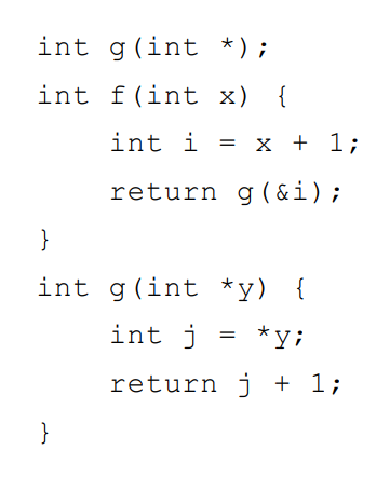 int g(int *);
int f(int x) {
    int i = x + 1;
    return g(&i);
}
int g(int *y) {
    int j = *y;
    return j + 1;
}